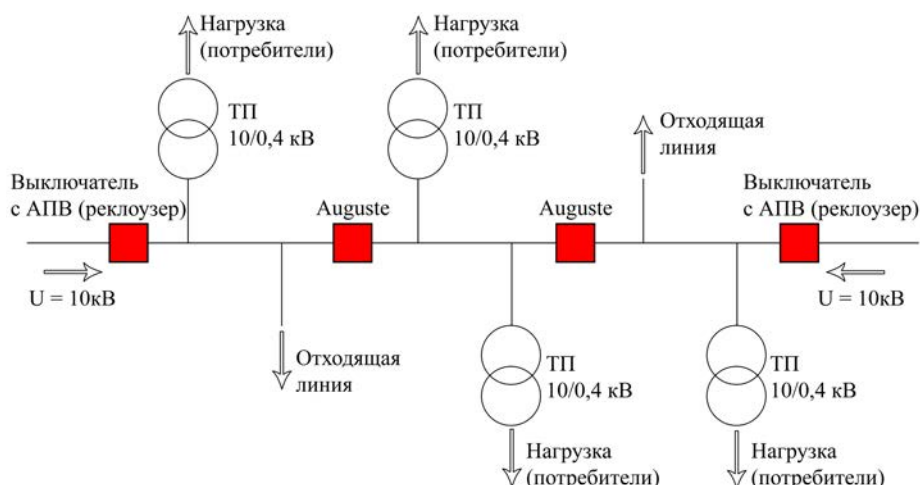 Нагрузка
(потребители)
Нагрузка
(потребители)
ТП
10/0,4 кВ
ТП
10/0,4 кВ
Отходящая
линия
Выключатель
с АПВ (реклоузер)
Auguste
Auguste
Выключатель
с АПВ (реклоузер)
U = 10кВ
U = 10кВ
Отходящая
линия
ТП
10/0,4 кВ
ТП
10/0,4 кВ
Нагрузка
(потребители)
Нагрузка
(потребители)